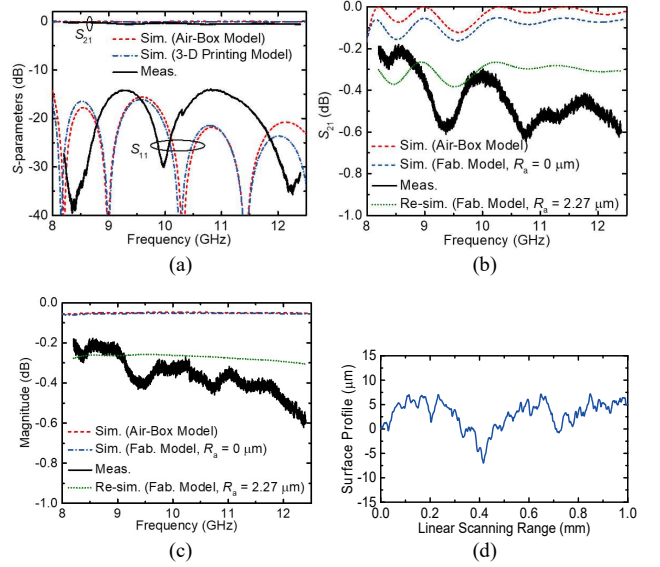 0
-10
-20
-30
-40
S-parameters (dB)
S21
Sim. (Air-Box Model)
Sim. (3-D Printing Model)
Meas.
S11
8 9 10 11 12
Frequency (GHz)
(a)
0.0
-0.2
-0.4
-0.6
-0.8
-1.0
S21 (dB)
Sim. (Air-Box Model)
Sim. (Fab. Model, Ra = 0 μm)
Meas.
Re-sim. (Fab. Model, Ra = 2.27 μm)
8 9 10 11 12
Frequency (GHz)
(b)
0.0
-0.2
-0.4
-0.6
-0.8
-1.0
Magnitude (dB)
Sim. (Air-Box Model)
Sim. (Fab. Model, Ra = 0 μm)
Meas.
Re-sim. (Fab. Model, Ra = 2.27 μm)
8 9 10 11 12
Frequency (GHz)
(c)
15
10
5
0
-5
-10
-15
Surface Profile (μm)
0.0 0.2 0.4 0.6 0.8 1.0
Linear Scanning Range (mm)
(d)